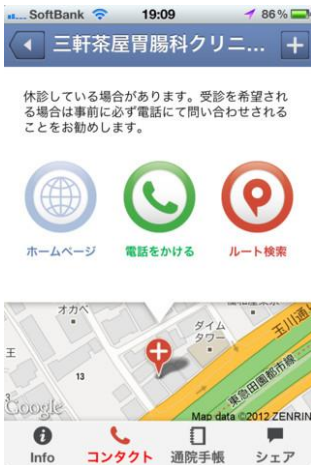 SoftBank 19:09 86%
三軒茶屋胃腸科クリニ... +
休診している場合があります。受診を希望され
る場合は事前に必ず電話にて問い合わせされる
ことをお勧めします。
ホームページ 電話をかける ルート検索
オカベ
ダイム
タワー
玉川通
王
13
東急田園都市線
Google
Map data ©2012 ZENRIN
Info コンタクト 通院手帳 シェア